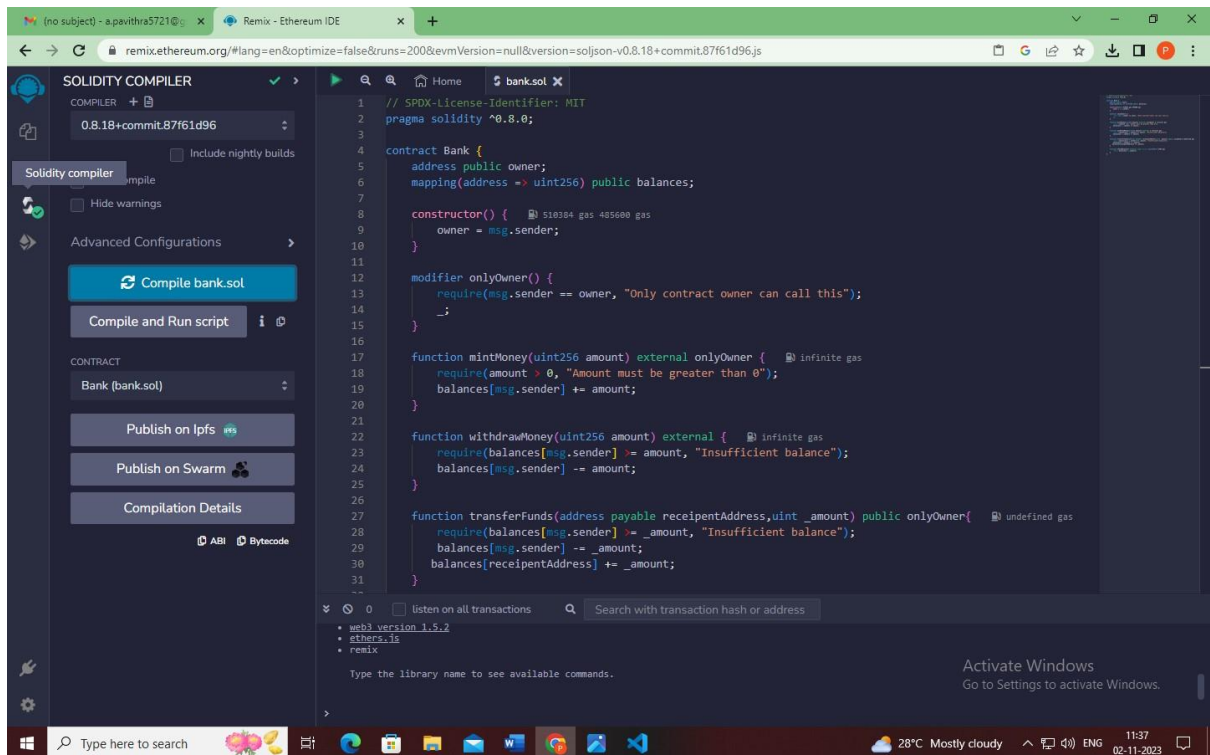 (no subject) - a.pavithra5721@g
Remix - Ethereum IDE
remix.ethereum.org/#lang=en&optimize=false&runs=200&evmVersion=null&version=soljson-v0.8.18+commit.87f61d96.js
SOLIDITY COMPILER
COMPILER
0.8.18+commit.87f61d96
Include nightly builds
Solidity compiler
ompile
Hide warnings
Advanced Configurations
Compile bank.sol
Compile and Run script
CONTRACT
Bank (bank.sol)
Publish on Ipfs
IPFS
Publish on Swarm
Compilation Details
ABI Bytecode
Home
bank.sol
1 // SPDX-License-Identifier: MIT
2 pragma solidity ^0.8.0;
3
4 contract Bank {
5 address public owner;
6 mapping(address => uint256) public balances;
7
8 constructor() { 510384 gas 485600 gas
9 owner = msg.sender;
10 }
11
12 modifier onlyOwner() {
13 require(msg.sender == owner, "Only contract owner can call this");
14 _;
15 }
16
17 function mintMoney(uint256 amount) external onlyOwner { infinite gas
18 require(amount > 0, "Amount must be greater than 0");
19 balances[msg.sender] += amount;
20 }
21
22 function withdrawMoney(uint256 amount) external { infinite gas
23 require(balances[msg.sender] >= amount, "Insufficient balance");
24 balances[msg.sender] -= amount;
25 }
26
27 function transferFunds(address payable receipentAddress,uint _amount) public onlyOwner{ undefined gas
28 require(balances[msg.sender] >= _amount, "Insufficient balance");
29 balances[msg.sender] -= _amount;
30 balances[receipentAddress] += _amount;
31 }
0 listen on all transactions Search with transaction hash or address
web3 version 1.5.2
ethers.js
remix
Type the library name to see available commands.
>
Activate Windows
Go to Settings to activate Windows.
Type here to search
28°C Mostly cloudy
ENG
11:37
02-11-2023